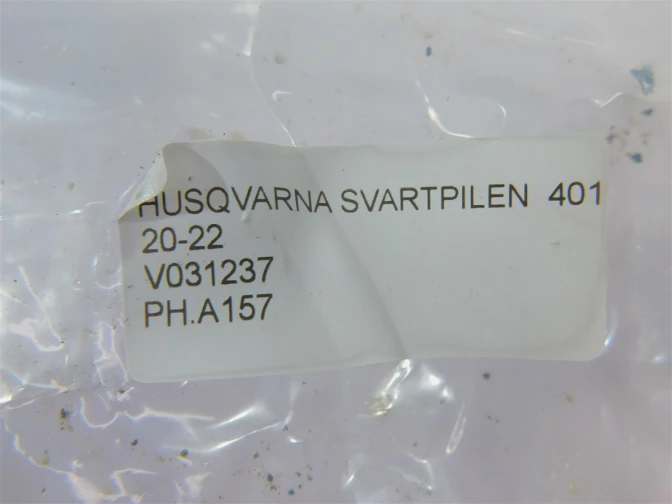 HUSQVARNA SVARTPILEN 401
20-22
V031237
PH.A157